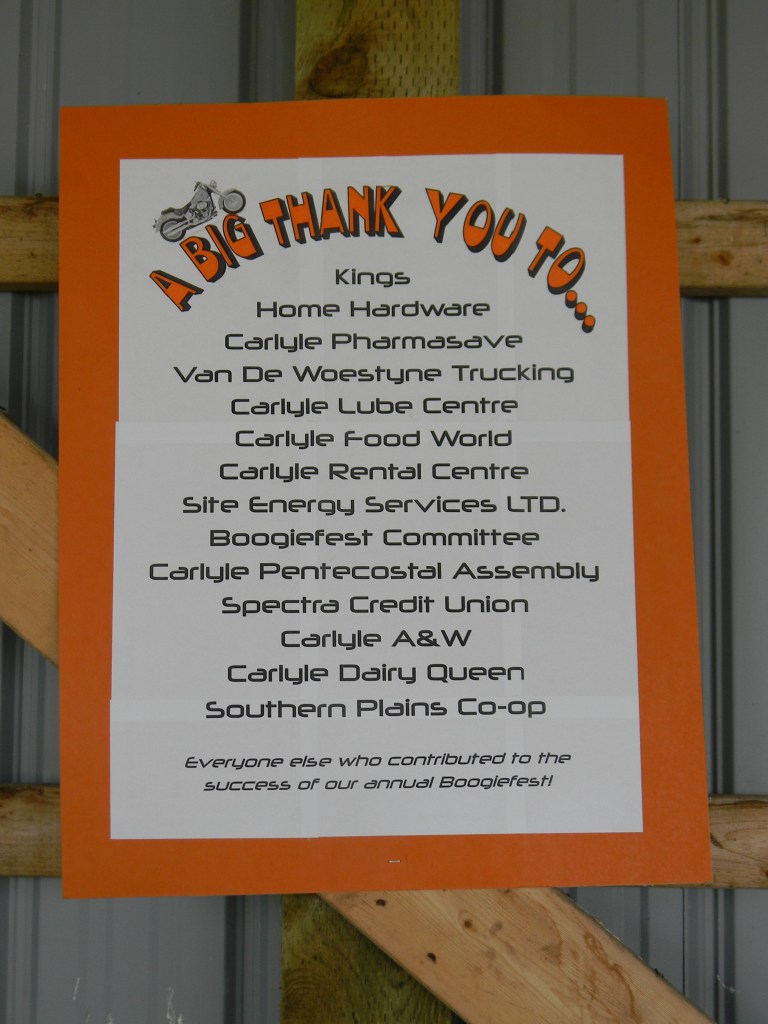 A BIG THANK YOU TO...
Kings
Home Hardware
Carlyle Pharmasave
Van De Woestyne Trucking
Carlyle Lube Centre
Carlyle Food World
Carlyle Rental Centre
Site Energy Services LTD.
Boogiefest Committee
Carlyle Pentecostal Assembly
Spectra Credit Union
Carlyle A&W
Carlyle Dairy Queen
Southern Plains Co-op
Everyone else who contributed to the
success of our annual Boogiefest!